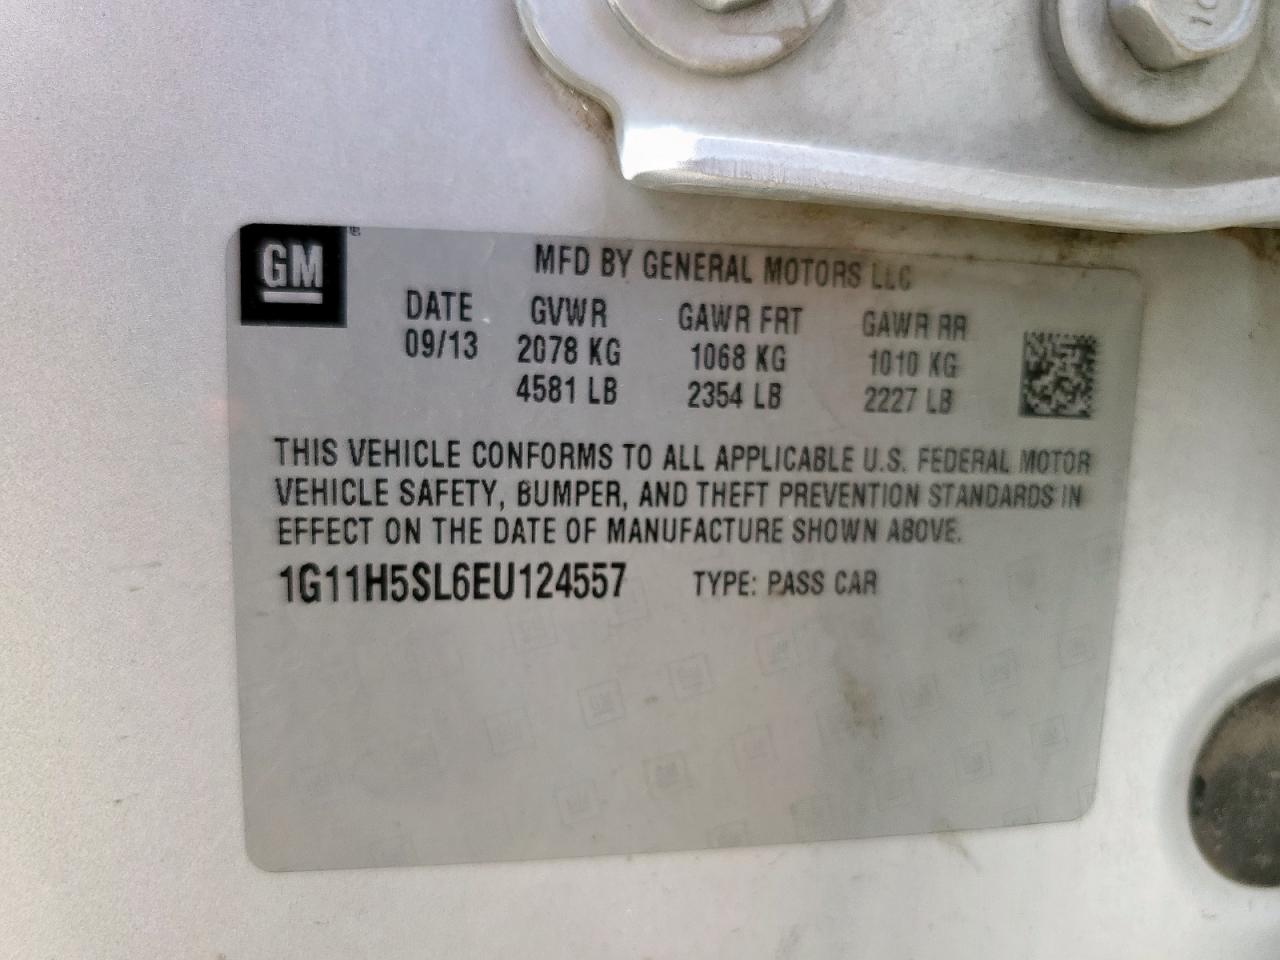 GM
MFD BY GENERAL MOTORS LLC
DATE GVWR GAWR FRT GAWR RR
09/13 2078 KG 1068 KG 1010 KG
4581 LB 2354 LB 2227 LB
THIS VEHICLE CONFORMS TO ALL APPLICABLE U.S. FEDERAL MOTOR
VEHICLE SAFETY, BUMPER, AND THEFT PREVENTION STANDARDS IN
EFFECT ON THE DATE OF MANUFACTURE SHOWN ABOVE.
1G11H5SL6EU124557 TYPE: PASS CAR